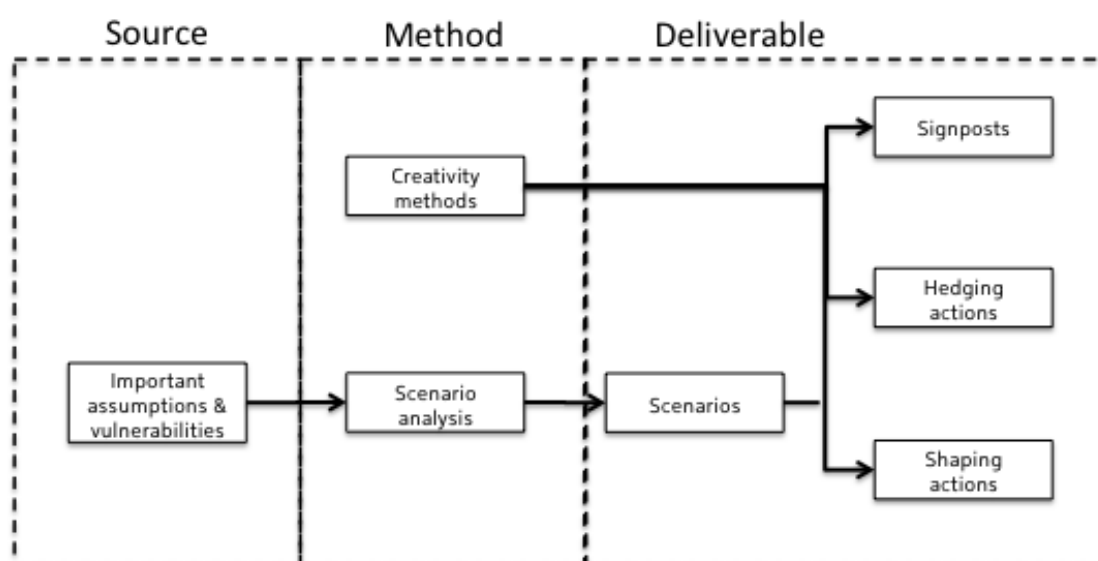 Source
Method
Deliverable
Signposts
Creativity
methods
Hedging
actions
Important
assumptions &
vulnerabilities
Scenario
analysis
Scenarios
Shaping
actions